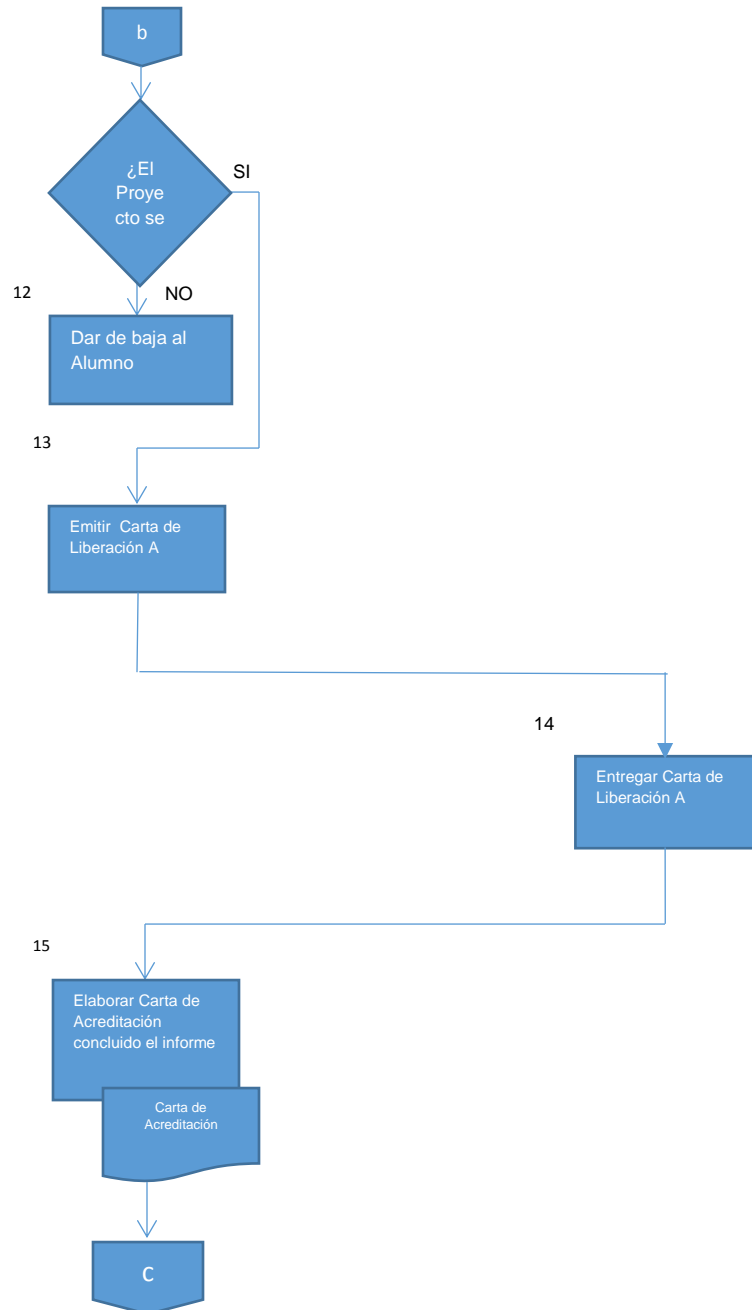 b
¿El
Proye
cto se
SI
12
NO
Dar de baja al
Alumno
13
Emitir Carta de
Liberación A
14
Entregar Carta de
Liberación A
15
Elaborar Carta de
Acreditación
concluido el informe
Carta de
Acreditación
C